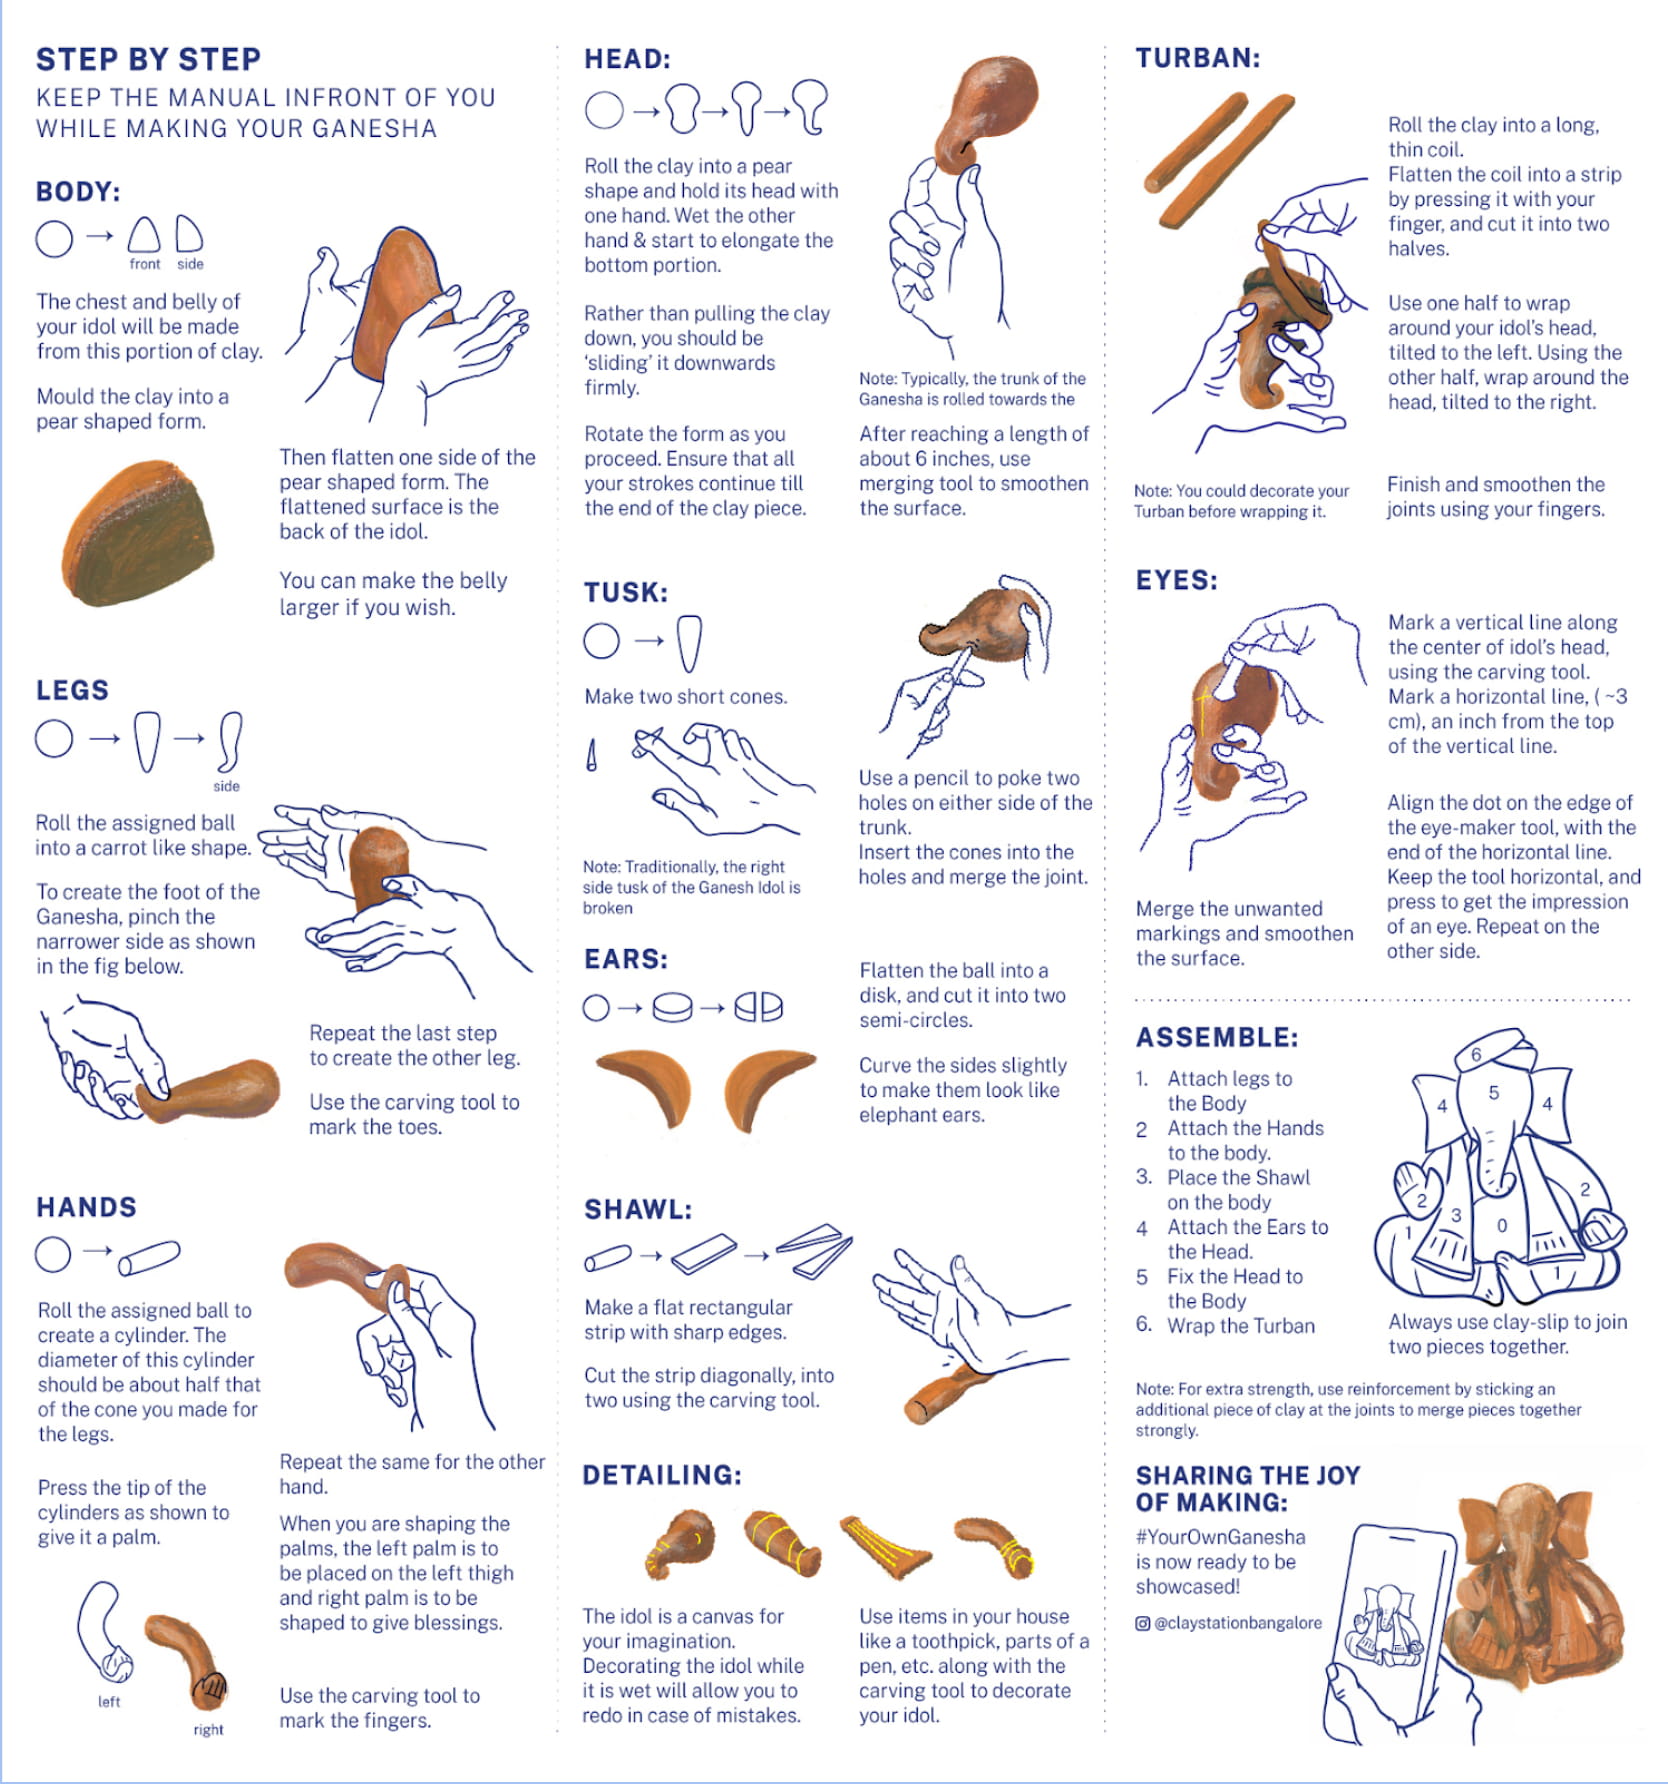 STEP BY STEP
KEEP THE MANUAL INFRONT OF YOU
WHILE MAKING YOUR GANESHA
BODY:
front side
The chest and belly of
your idol will be made
from this portion of clay.
Mould the clay into a
pear shaped form.
Then flatten one side of the
pear shaped form. The
flattened surface is the
back of the idol.
You can make the belly
larger if you wish.
LEGS
side
Roll the assigned ball
into a carrot like shape.
To create the foot of the
Ganesha, pinch the
narrower side as shown
in the fig below.
Repeat the last step
to create the other leg.
Use the carving tool to
mark the toes.
HANDS
Roll the assigned ball to
create a cylinder. The
diameter of this cylinder
should be about half that
of the cone you made for
the legs.
Press the tip of the
cylinders as shown to
give it a palm.
left
right
Repeat the same for the other
hand.
When you are shaping the
palms, the left palm is to
be placed on the left thigh
and right palm is to be
shaped to give blessings.
Use the carving tool to
mark the fingers.
HEAD:
Roll the clay into a pear
shape and hold its head with
one hand. Wet the other
hand & start to elongate the
bottom portion.
Rather than pulling the clay
down, you should be
‘sliding’ it downwards
firmly.
Rotate the form as you
proceed. Ensure that all
your strokes continue till
the end of the clay piece.
Note: Typically, the trunk of the
Ganesha is rolled towards the
After reaching a length of
about 6 inches, use
merging tool to smoothen
the surface.
TUSK:
Make two short cones.
Note: Traditionally, the right
side tusk of the Ganesh Idol is
broken
Use a pencil to poke two
holes on either side of the
trunk.
Insert the cones into the
holes and merge the joint.
EARS:
Flatten the ball into a
disk, and cut it into two
semi-circles.
Curve the sides slightly
to make them look like
elephant ears.
SHAWL:
Make a flat rectangular
strip with sharp edges.
Cut the strip diagonally, into
two using the carving tool.
DETAILING:
The idol is a canvas for
your imagination.
Decorating the idol while
it is wet will allow you to
redo in case of mistakes.
Use items in your house
like a toothpick, parts of a
pen, etc. along with the
carving tool to decorate
your idol.
TURBAN:
Roll the clay into a long,
thin coil.
Flatten the coil into a strip
by pressing it with your
finger, and cut it into two
halves.
Use one half to wrap
around your idol’s head,
tilted to the left. Using the
other half, wrap around the
head, tilted to the right.
Note: You could decorate your
Turban before wrapping it.
Finish and smoothen the
joints using your fingers.
EYES:
Mark a vertical line along
the center of idol’s head,
using the carving tool.
Mark a horizontal line, ( ~3
cm), an inch from the top
of the vertical line.
Align the dot on the edge of
the eye-maker tool, with the
end of the horizontal line.
Keep the tool horizontal, and
press to get the impression
of an eye. Repeat on the
other side.
Merge the unwanted
markings and smoothen
the surface.
ASSEMBLE:
1. Attach legs to
the Body
2 Attach the Hands
to the body.
3. Place the Shawl
on the body
4 Attach the Ears to
the Head.
5 Fix the Head to
the Body
6. Wrap the Turban
6
5
4 4
2 2
3 0
1 1
Always use clay-slip to join
two pieces together.
Note: For extra strength, use reinforcement by sticking an
additional piece of clay at the joints to merge pieces together
strongly.
SHARING THE JOY
OF MAKING:
#YourOwnGanesha
is now ready to be
showcased!
@claystationbangalore